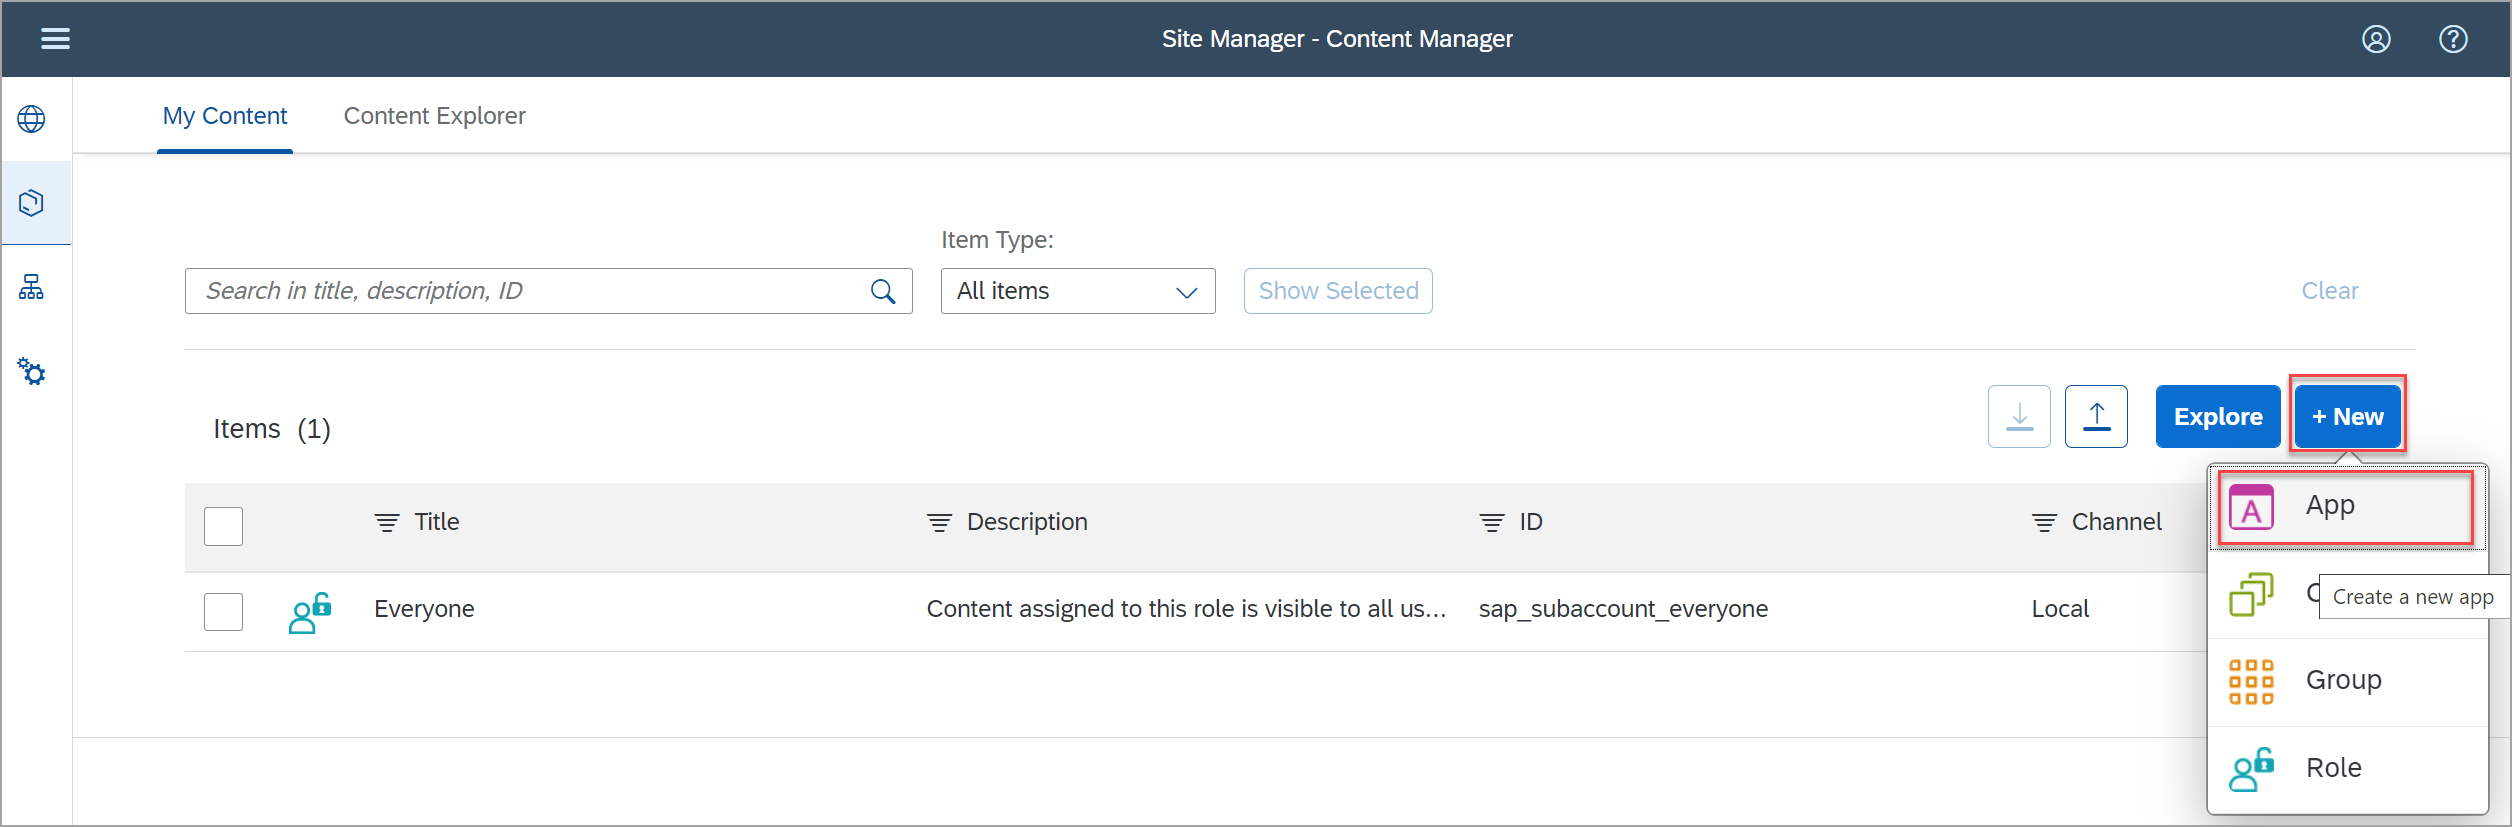 Site Manager - Content Manager
My Content
Content Explorer
Item Type:
Search in title, description, ID
All items
Show Selected
Clear
Items (1)
Explore
+ New
Title
Description
ID
Channel
Everyone
Content assigned to this role is visible to all us...
sap_subaccount_everyone
Local
App
Create a new app
Group
Role